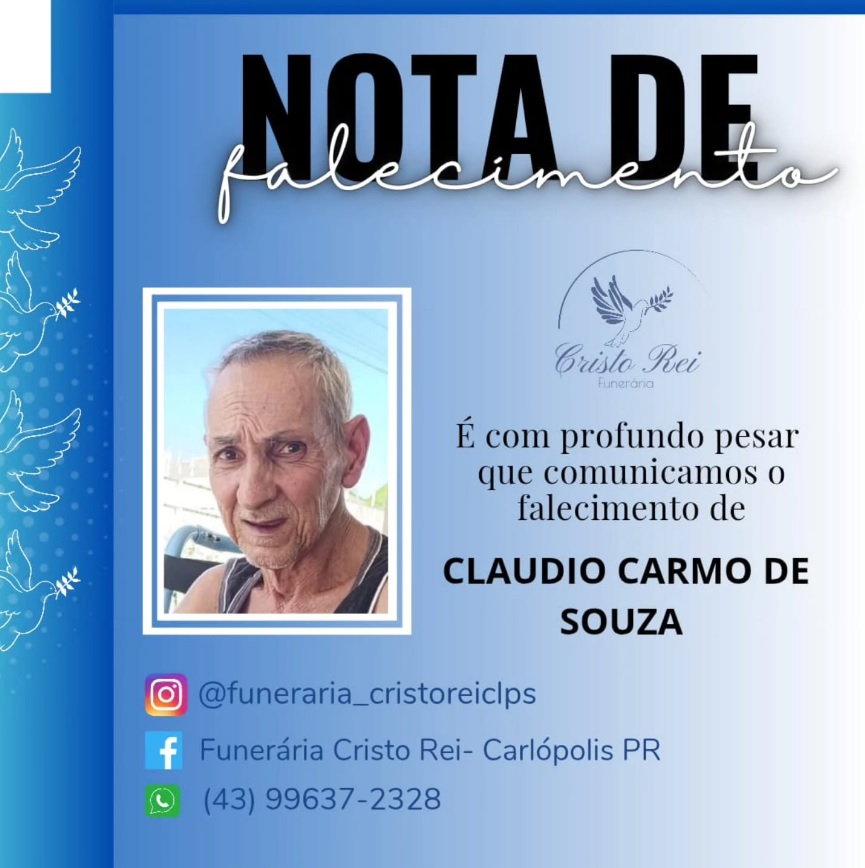 NOTA DE
falecimento
Cristo Rei
Funerária
É com profundo pesar
que comunicamos o
falecimento de
CLAUDIO CARMO DE
SOUZA
@funeraria_cristoreiclps
Funerária Cristo Rei- Carlópolis PR
(43) 99637-2328